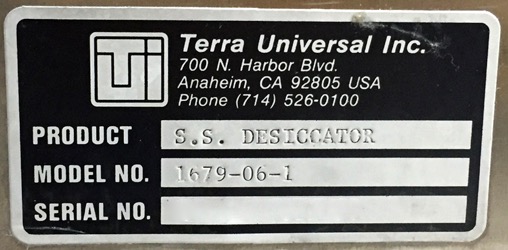 Ui
Terra Universal Inc.
700 N. Harbor Blvd.
Anaheim, CA 92805 USA
Phone (714) 526-0100
PRODUCT S.S. DESICCATOR
MODEL NO. 1679-06-1
SERIAL NO.